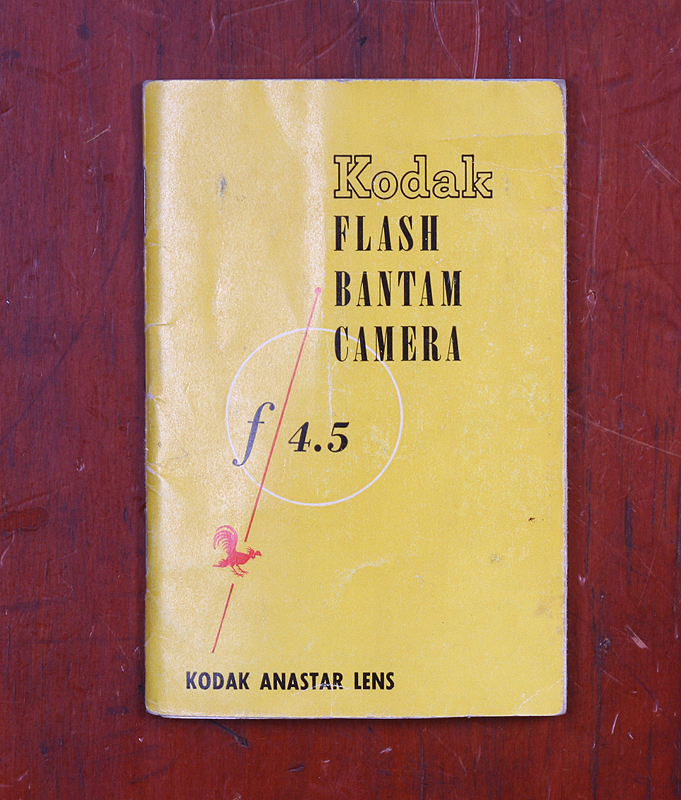 Kodak
FLASH
BANTAM
CAMERA
f/4.5
KODAK ANASTAR LENS